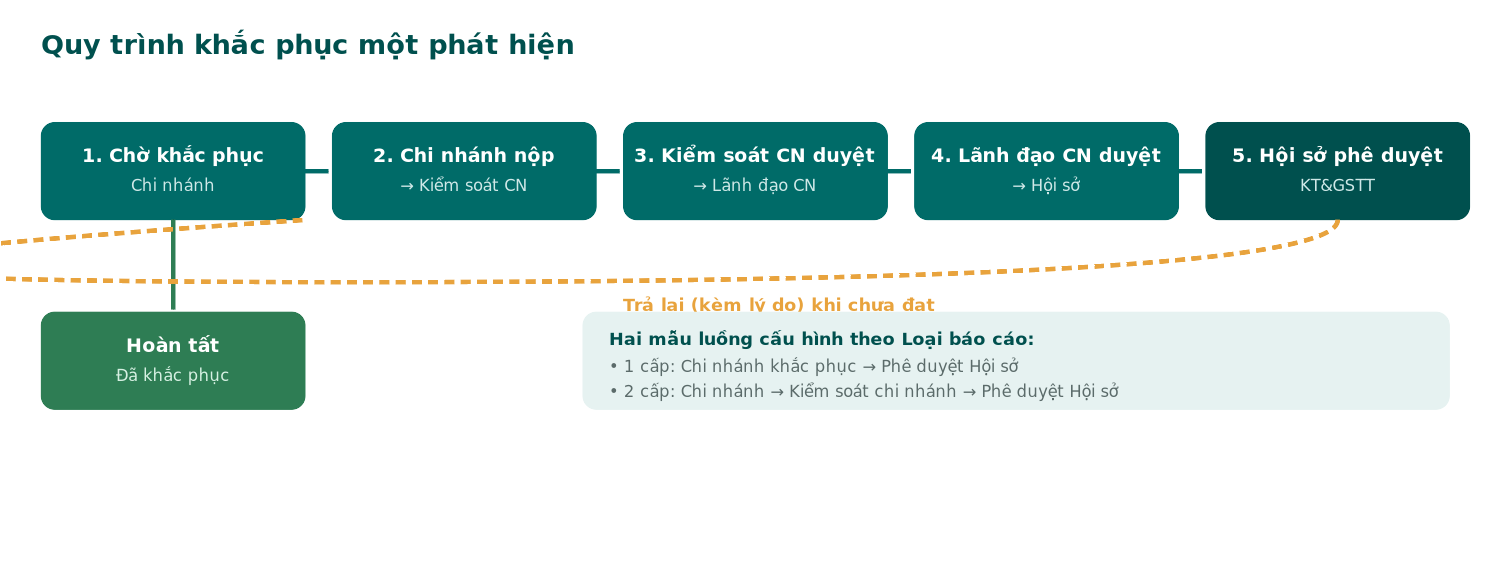 Quy trình khắc phục một phát hiện
1. Chờ khắc phục
Chi nhánh
2. Chi nhánh nộp
→ Kiểm soát CN
3. Kiểm soát CN duyệt
→ Lãnh đạo CN
4. Lãnh đạo CN duyệt
→ Hội sở
5. Hội sở phê duyệt
KT&GSTT
Trả lại (kèm lý do) khi chưa đạt
Hoàn tất
Đã khắc phục
Hai mẫu luồng cấu hình theo Loại báo cáo:
• 1 cấp: Chi nhánh khắc phục → Phê duyệt Hội sở
• 2 cấp: Chi nhánh → Kiểm soát chi nhánh → Phê duyệt Hội sở